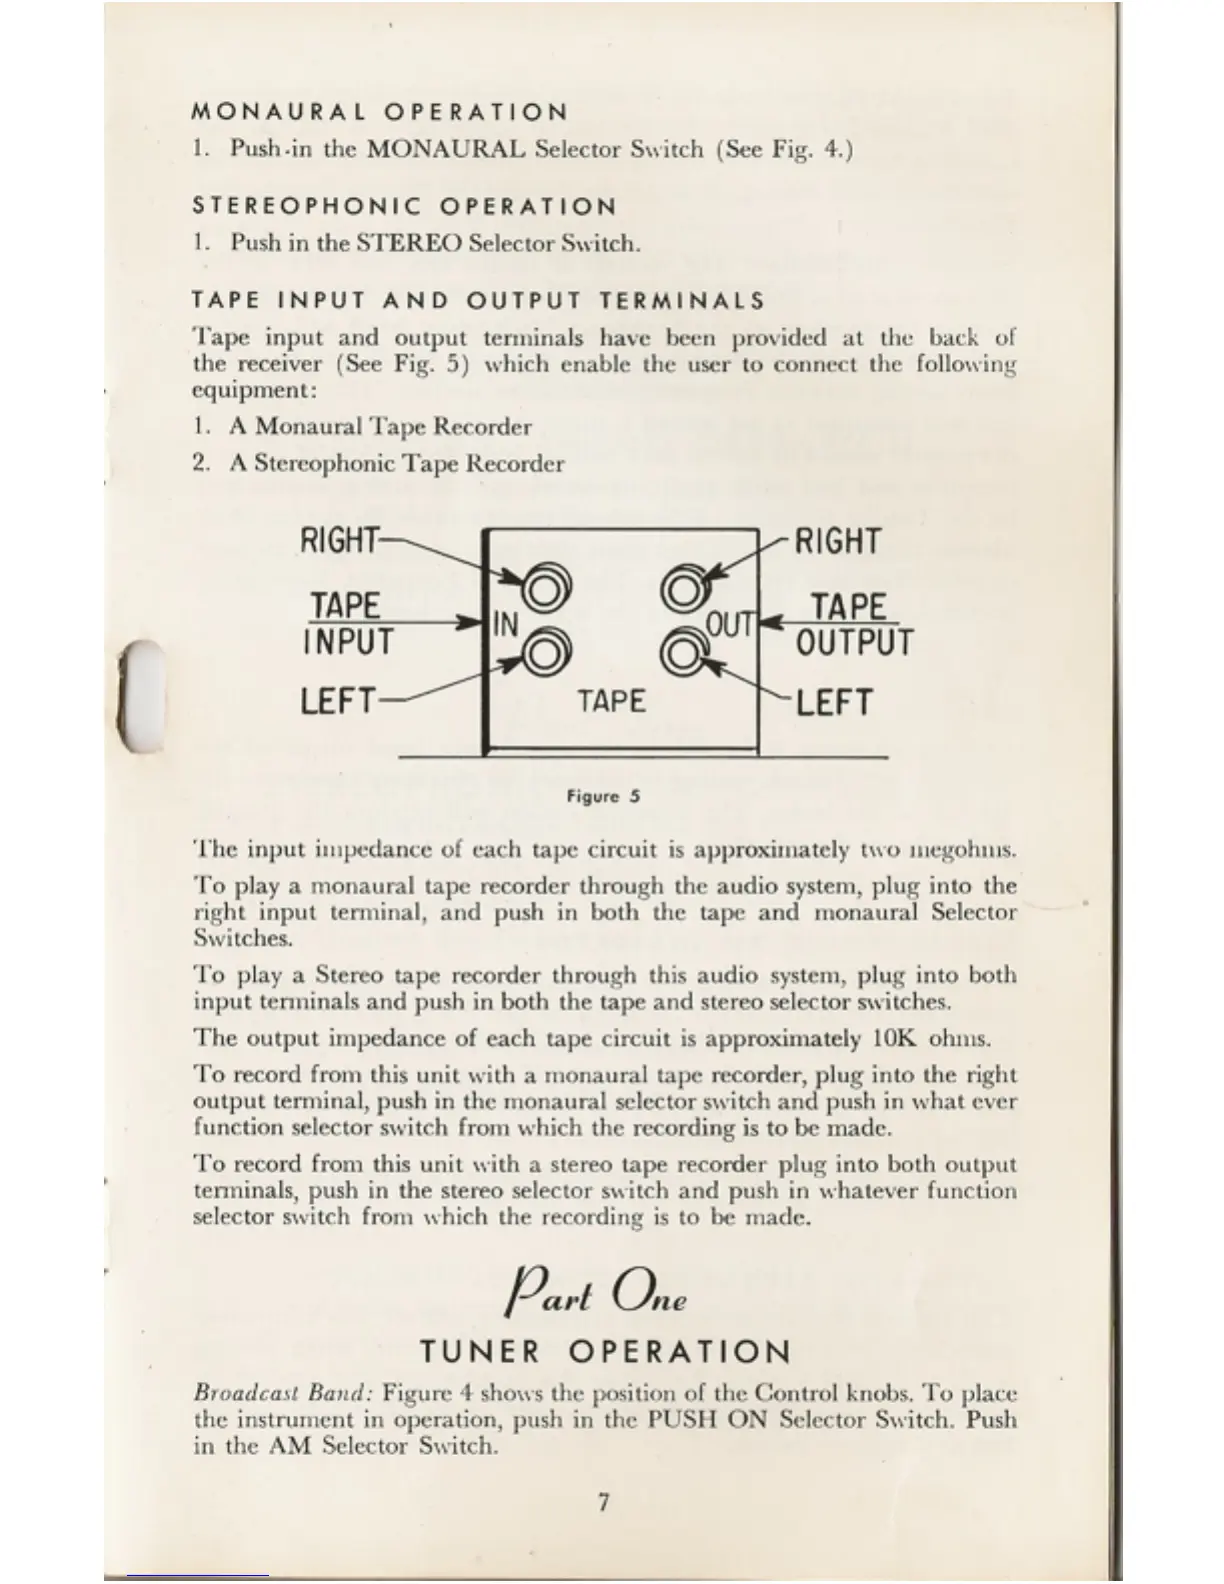 MONAURAL OPERATION
1. Push-in the MONAURAL Selector Switch (See Fig. 4.)
STEREOPHONIC OPERATION
1. Push in the STEREO Selector Switch.
TAPE INPUT AND OUTPUT TERMINALS
Tape input and output terminals have been provided at the back of
the receiver (See Fig. 5) which enable the user to connect the following
equipment:
1. A Monaural Tape Recorder
2. A Stereophonic Tape Recorder
RIGHT
TAPE
INPUT
LEFT
IN
OUT
TAPE
RIGHT
TAPE
OUTPUT
LEFT
Figure 5
The input impedance of each tape circuit is approximately two megohms.
To play a monaural tape recorder through the audio system, plug into the
right input terminal, and push in both the tape and monaural Selector
Switches.
To play a Stereo tape recorder through this audio system, plug into both
input terminals and push in both the tape and stereo selector switches.
The output impedance of each tape circuit is approximately 10K ohms.
To record from this unit with a monaural tape recorder, plug into the right
output terminal, push in the monaural selector switch and push in what ever
function selector switch from which the recording is to be made.
To record from this unit with a stereo tape recorder plug into both output
terminals, push in the stereo selector switch and push in whatever function
selector switch from which the recording is to be made.
Part One
TUNER OPERATION
Broadcast Band: Figure 4 shows the position of the Control knobs. To place
the instrument in operation, push in the PUSH ON Selector Switch. Push
in the AM Selector Switch.
7